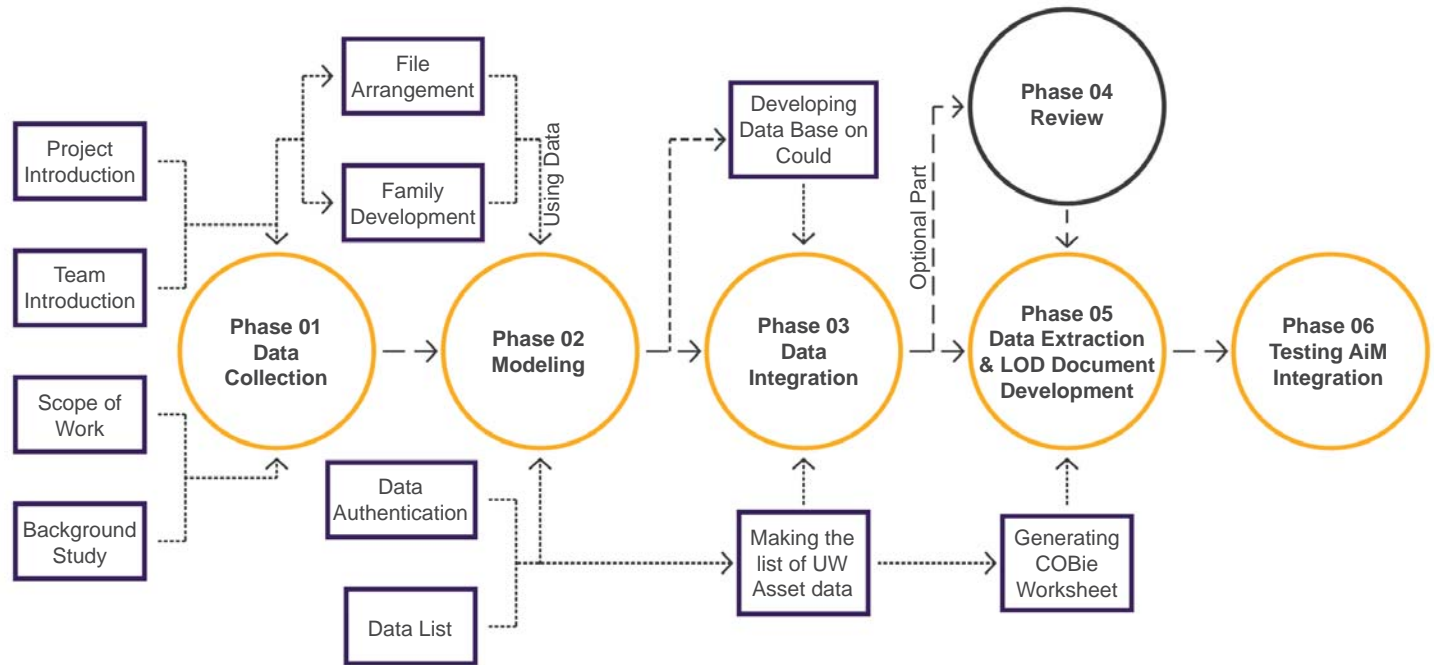 File
Arrangement
Project
Introduction
Family
Development
Using Data
Developing
Data Base on
Could
Phase 04
Review
Optional Part
Team
Introduction
Phase 01
Data
Collection
Phase 02
Modeling
Phase 03
Data
Integration
Phase 05
Data Extraction
& LOD Document
Development
Phase 06
Testing AiM
Integration
Scope of
Work
Background
Study
Data
Authentication
Data List
Making the
list of UW
Asset data
Generating
COBie
Worksheet